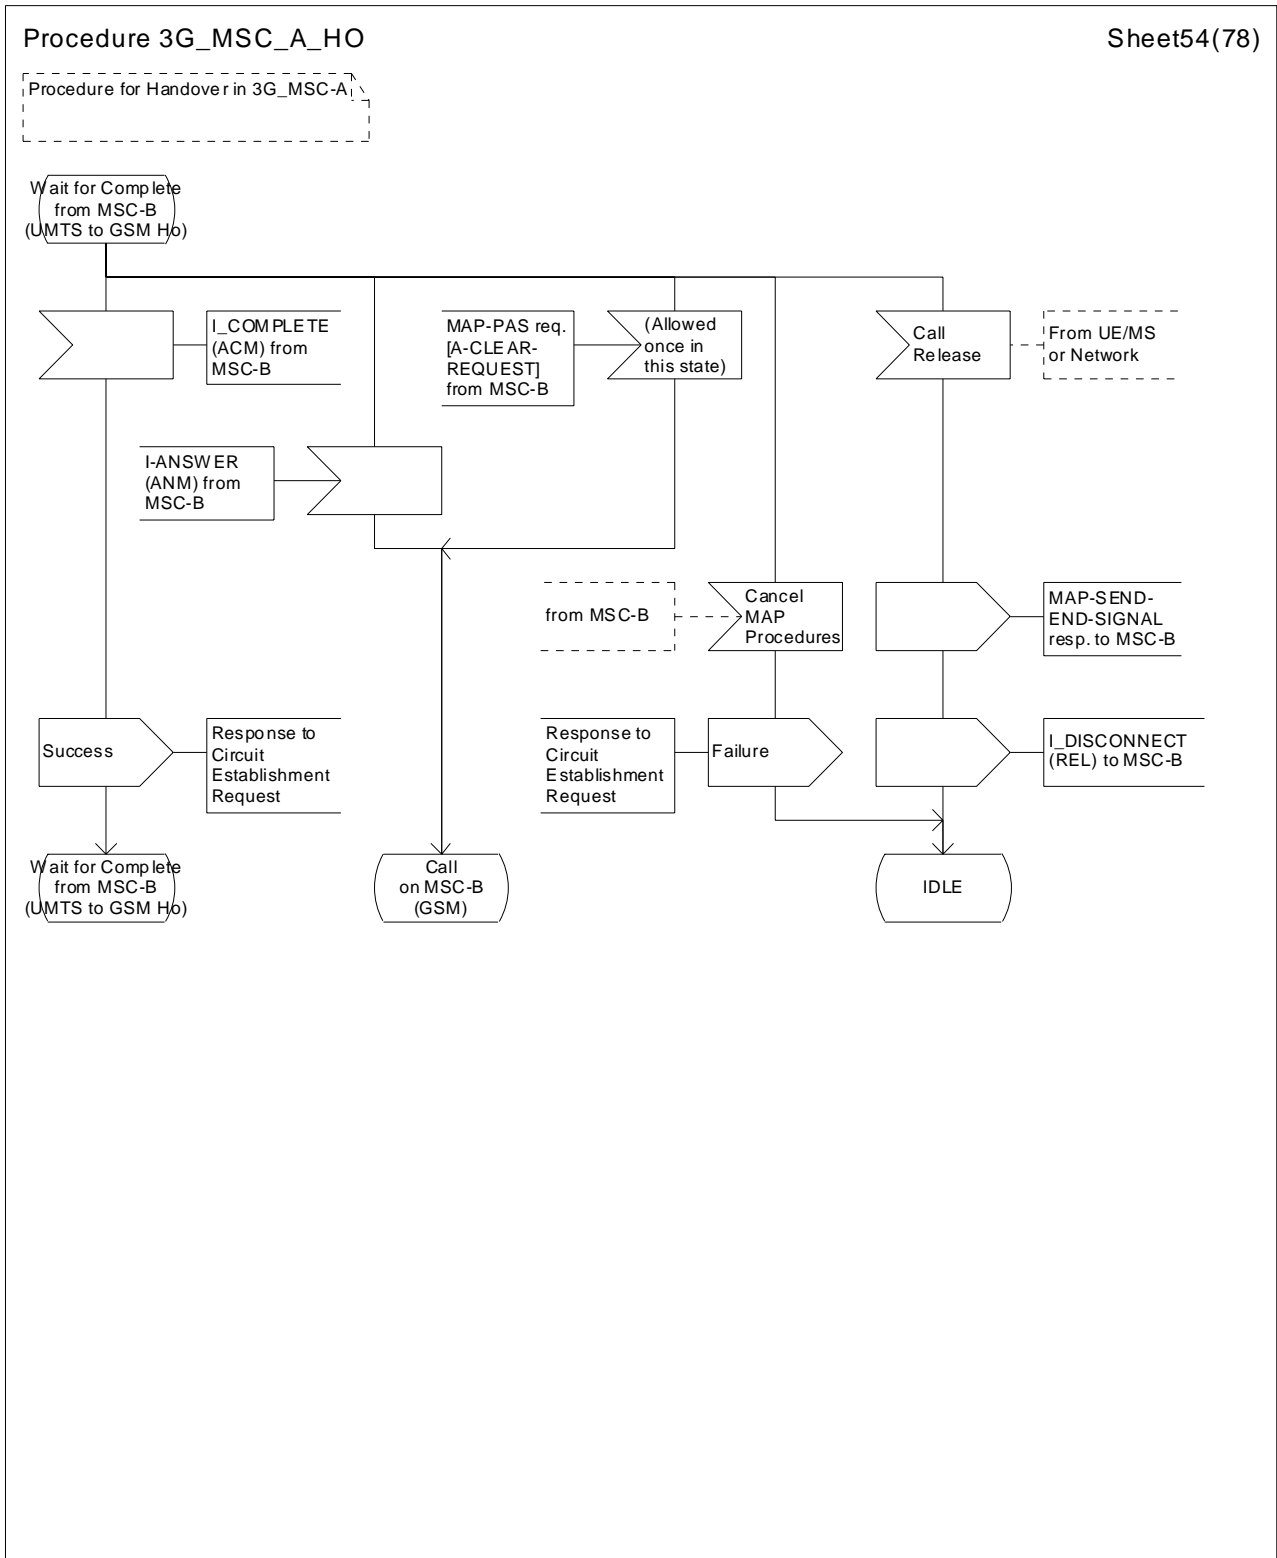 Procedure 3G_MSC_A_HO
Sheet54(78)
Procedure for Handover in 3G_MSC-A
Wait for Complete
from MSC-B
(UMTS to GSM Ho)
I_COMPLETE
(ACM) from
MSC-B
MAP-PAS req.
[A-CLEAR-
REQUEST]
from MSC-B
(Allowed
once in
this state)
Call
Release
From UE/MS
or Network
I-ANSWER
(ANM) from
MSC-B
from MSC-B
Cancel
MAP
Procedures
MAP-SEND-
END-SIGNAL
resp. to MSC-B
Success
Response to
Circuit
Establishment
Request
Response to
Circuit
Establishment
Request
Failure
I_DISCONNECT
(REL) to MSC-B
Wait for Complete
from MSC-B
(UMTS to GSM Ho)
Call
on MSC-B
(GSM)
IDLE